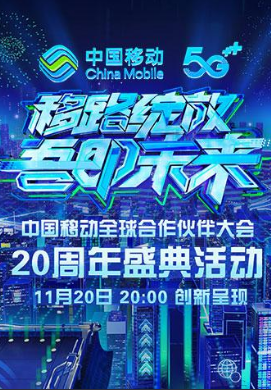 中国移动
China Mobile
5G++
移路绽放
吾即未来
中国移动全球合作伙伴大会
20周年盛典活动
11月20日 20:00 创新呈现